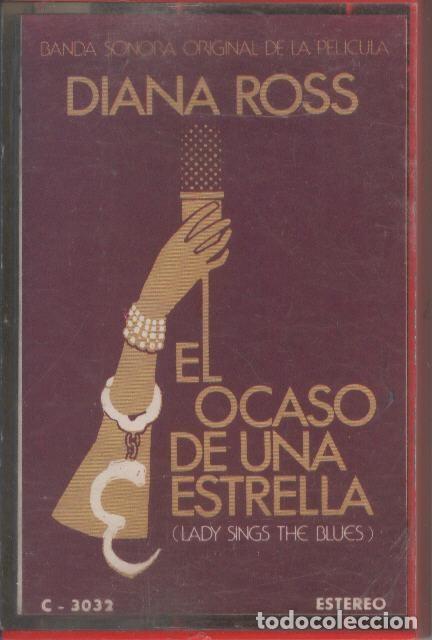 BANDA SONORA ORIGINAL DE LA PELICULA
DIANA ROSS
EL
OCASO
DE UNA
ESTRELLA
(LADY SINGS THE BLUES)
C - 3032
ESTEREO
todocoleccion.net